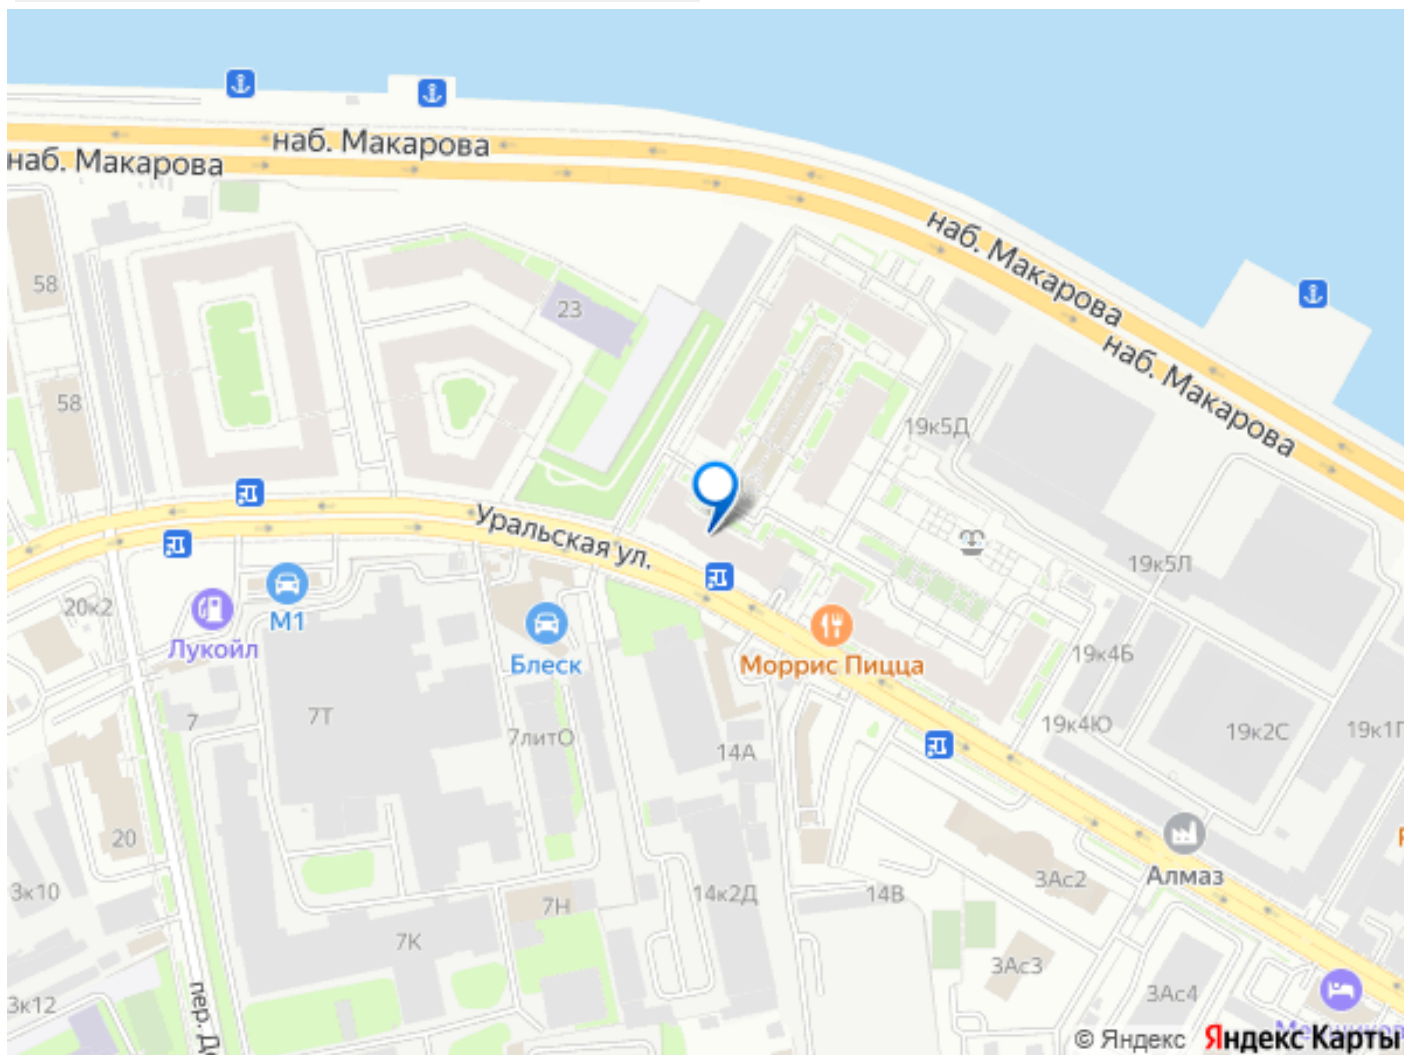 наб. Макарова
наб. Макарова
наб. Макарова
наб. Макарова
58
23
58
19к5Д
Уральская ул.
19к5Л
20к2
М1
Лукойл
Блеск
Моррис Пицца
19к4Б
7
7Т
7литО
14А
19к4Ю
19к2С
20
Алмаз
3к10
7Н
14к2Д
14В
3Ас2
7К
3Ас3
3Ас4
3к12
пер.
© Яндекс
Яндекс Карты